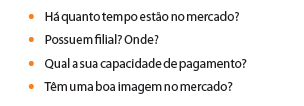 • Há quanto tempo estão no mercado?
• Possuem filial? Onde?
• Qual a sua capacidade de pagamento?
• Têm uma boa imagem no mercado?